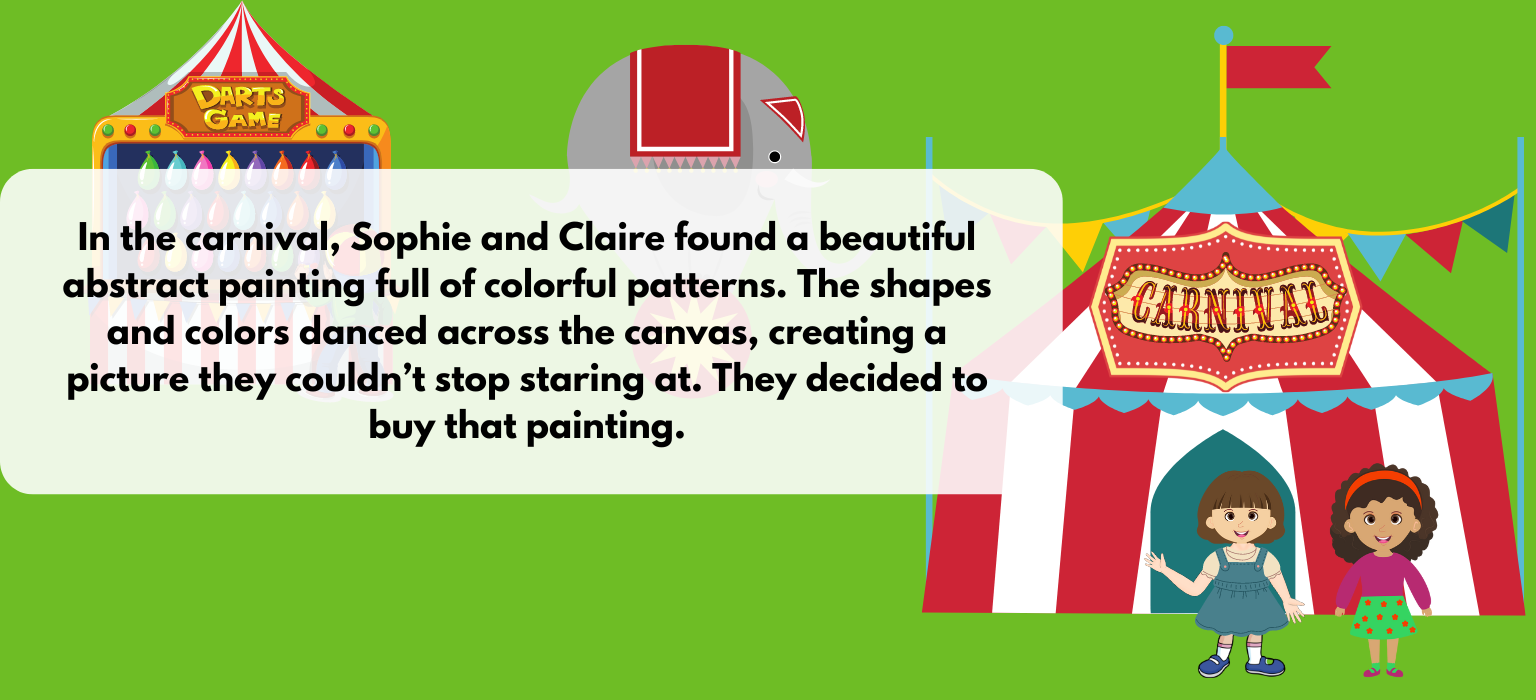 DARTS
GAME
In the carnival, Sophie and Claire found a beautiful
abstract painting full of colorful patterns. The shapes
and colors danced across the canvas, creating a
picture they couldn’t stop staring at. They decided to
buy that painting.
CARNIVAL